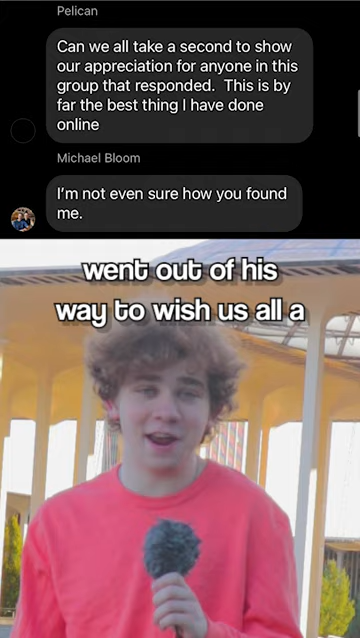 Pelican
Can we all take a second to show
our appreciation for anyone in this
group that responded.  This is by
far the best thing I have done
online
Michael Bloom
I’m not even sure how you found
me.
went out of his
way to wish us all a